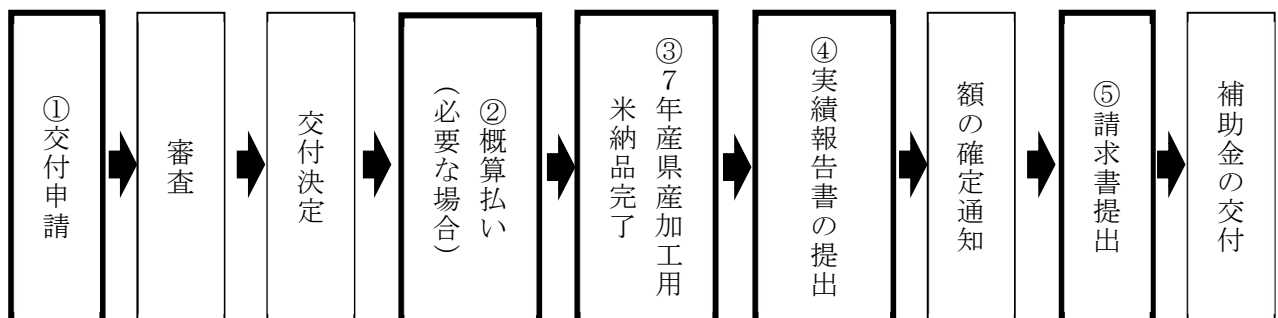 ①交付申請
審査
交付決定
②概算払い
(必要な場合)
③7年産県産加工用
米納品完了
④実績報告書の提出
額の確定通知
⑤請求書提出
補助金の交付